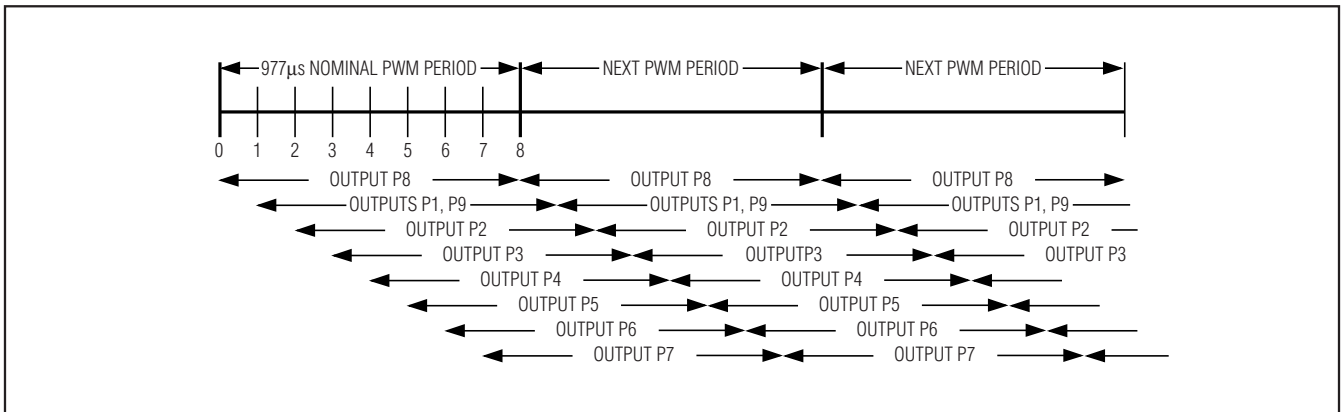 977µs NOMINAL PWM PERIOD NEXT PWM PERIOD NEXT PWM PERIOD
0 1 2 3 4 5 6 7 8
OUTPUT P8 OUTPUT P8 OUTPUT P8
OUTPUTS P1, P9 OUTPUTS P1, P9 OUTPUTS P1, P9
OUTPUT P2 OUTPUT P2 OUTPUT P2
OUTPUT P3 OUTPUTP3 OUTPUT P3
OUTPUT P4 OUTPUT P4
OUTPUT P5 OUTPUT P5
OUTPUT P6 OUTPUT P6
OUTPUT P7 OUTPUT P7